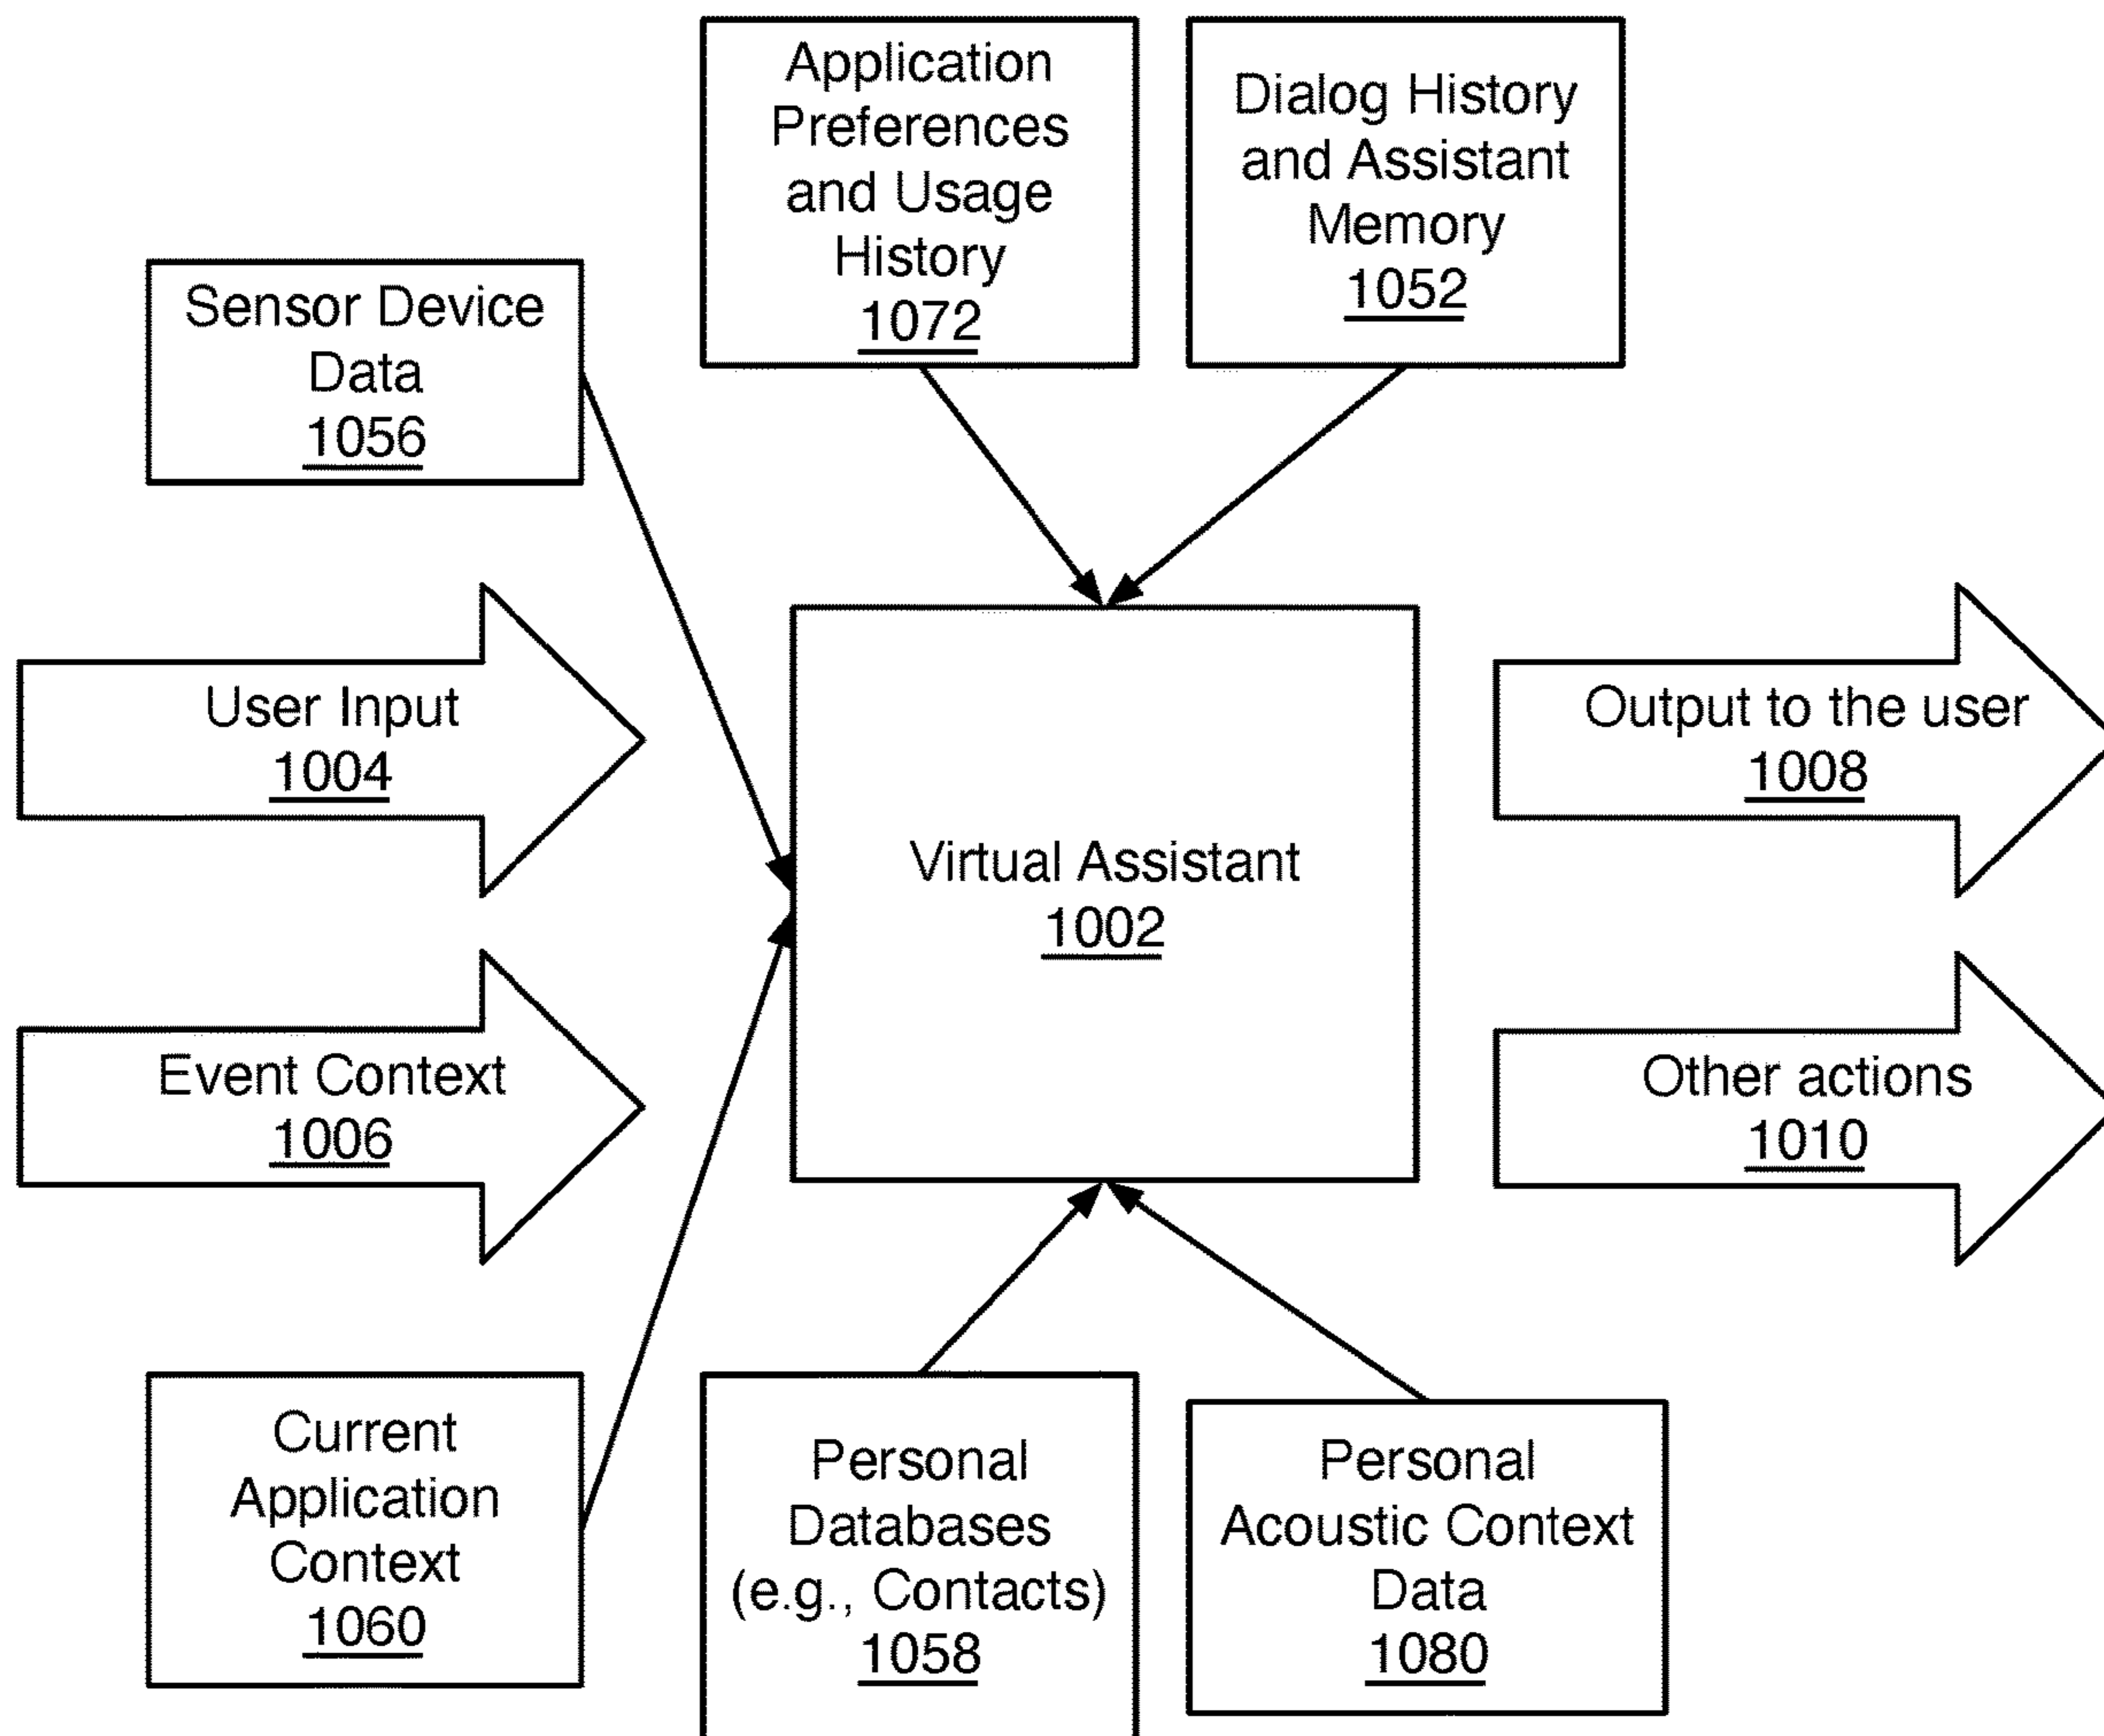 Application
Preferences
and Usage
History
1072
Dialog History
and Assistant
Memory
1052
Sensor Device
Data
1056
User Input
1004
Output to the user
1008
Virtual Assistant
1002
Event Context
1006
Other actions
1010
Current
Application
Context
1060
Personal
Databases
(e.g., Contacts)
1058
Personal
Acoustic Context
Data
1080